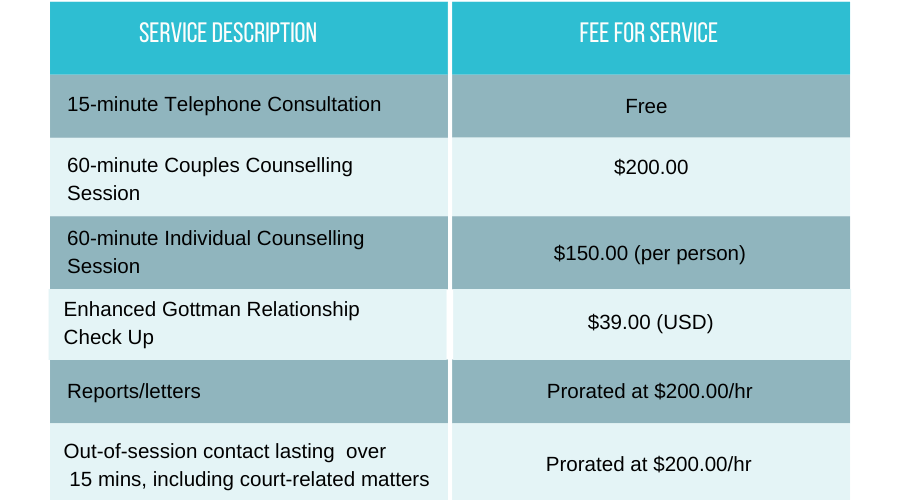 SERVICE DESCRIPTION FEE FOR SERVICE
15-minute Telephone Consultation Free
60-minute Couples Counselling $200.00
Session
60-minute Individual Counselling
Session
$150.00 (per person)
Enhanced Gottman Relationship
Check Up
$39.00 (USD)
Reports/letters Prorated at $200.00/hr
Out-of-session contact lasting over
15 mins, including court-related matters
Prorated at $200.00/hr